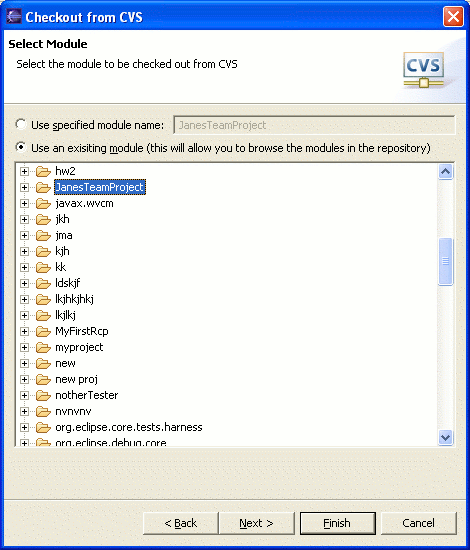 Checkout from CVS
Select Module
Select the module to be checked out from CVS
CVS
Use specified module name: JanesTeamProject
Use an exisiting module (this will allow you to browse the modules in the repository)
hw2
JanesTeamProject
javax.wvcm
jkh
jma
kjh
kk
ldskjf
lkjhkjhkj
lkjlkj
MyFirstRcp
myproject
new
new proj
notherTester
nvnvnv
org.eclipse.core.tests.harness
org.eclipse.debug.core
< Back Next > Finish Cancel